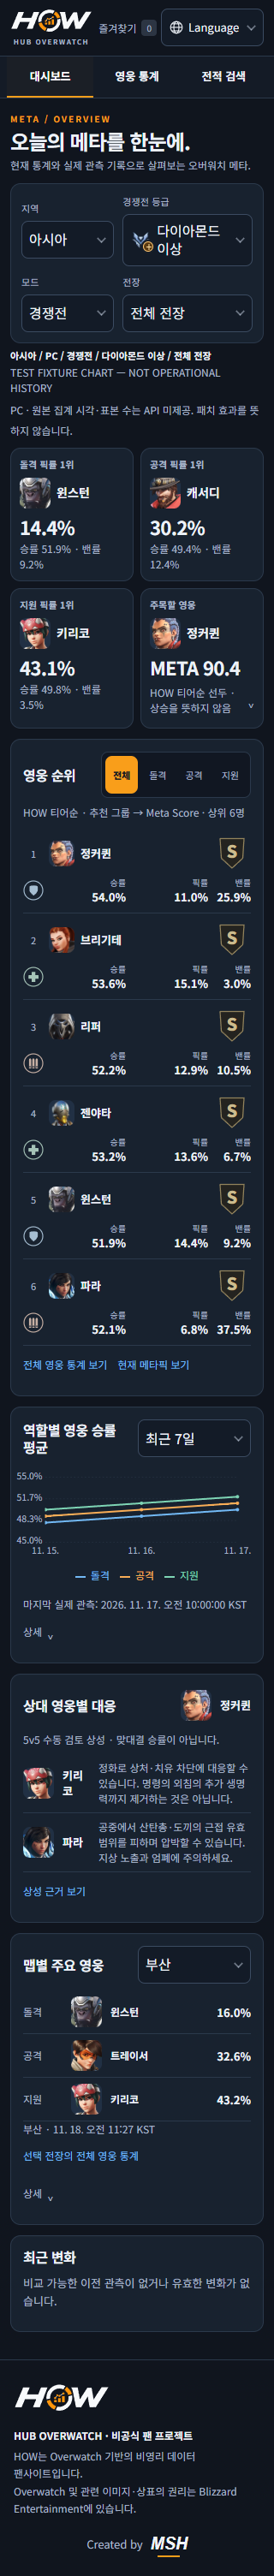 HOW
HUB OVERWATCH
즐겨찾기 0
Language
대시보드 영웅 통계 전적 검색
META / OVERVIEW
오늘의 메타를 한눈에.
현재 통계와 실제 관측 기록으로 살펴보는 오버워치 메타.
지역 경쟁전 등급
아시아 다이아몬드
이상
모드 전장
경쟁전 전체 전장
아시아 / PC / 경쟁전 / 다이아몬드 이상 / 전체 전장
TEST FIXTURE CHART — NOT OPERATIONAL
HISTORY
PC · 원본 집계 시각·표본 수는 API 미제공. 패치 효과를 뜻
하지 않습니다.
돌격 픽률 1위
윈스턴
14.4%
승률 51.9% · 밴률
9.2%
공격 픽률 1위
캐서디
30.2%
승률 49.4% · 밴률
12.4%
지원 픽률 1위
키리코
43.1%
승률 49.8% · 밴률
3.5%
주목할 영웅
정커퀸
META 90.4
HOW 티어순 선두 ·
상승을 뜻하지 않음
영웅 순위
전체 돌격 공격 지원
HOW 티어순 · 추천 그룹 → Meta Score · 상위 6명
1 정커퀸 S
승률 픽률 밴률
54.0% 11.0% 25.9%
2 브리기테 S
승률 픽률 밴률
53.6% 15.1% 3.0%
3 리퍼 S
승률 픽률 밴률
52.2% 12.9% 10.5%
4 젠야타 S
승률 픽률 밴률
53.2% 13.6% 6.7%
5 윈스턴 S
승률 픽률 밴률
51.9% 14.4% 9.2%
6 파라 S
승률 픽률 밴률
52.1% 6.8% 37.5%
전체 영웅 통계 보기 현재 메타픽 보기
역할별 영웅 승률
평균
최근 7일
55.0%
51.7%
48.3%
45.0%
11. 15. 11. 16. 11. 17.
돌격 공격 지원
마지막 실제 관측: 2026. 11. 17. 오전 10:00:00 KST
상세
상대 영웅별 대응
정커퀸
5v5 수동 검토 상성 · 맞대결 승률이 아닙니다.
키리
코
정화로 상처·치유 차단에 대응할 수
있습니다. 명령의 외침의 추가 생명
력까지 제거하는 것은 아닙니다.
파라
공중에서 산탄총·도끼의 근접 유효
범위를 피하며 압박할 수 있습니다.
지상 노출과 엄폐에 주의하세요.
상성 근거 보기
맵별 주요 영웅
부산
돌격 윈스턴 16.0%
공격 트레이서 32.6%
지원 키리코 43.2%
부산 · 11. 18. 오전 11:27 KST
선택 전장의 전체 영웅 통계
상세
최근 변화
비교 가능한 이전 관측이 없거나 유효한 변화가 없
습니다.
HOW
HUB OVERWATCH · 비공식 팬 프로젝트
HOW는 Overwatch 기반의 비영리 데이터
팬사이트입니다.
Overwatch 및 관련 이미지·상표의 권리는 Blizzard
Entertainment에 있습니다.
Created by MSH